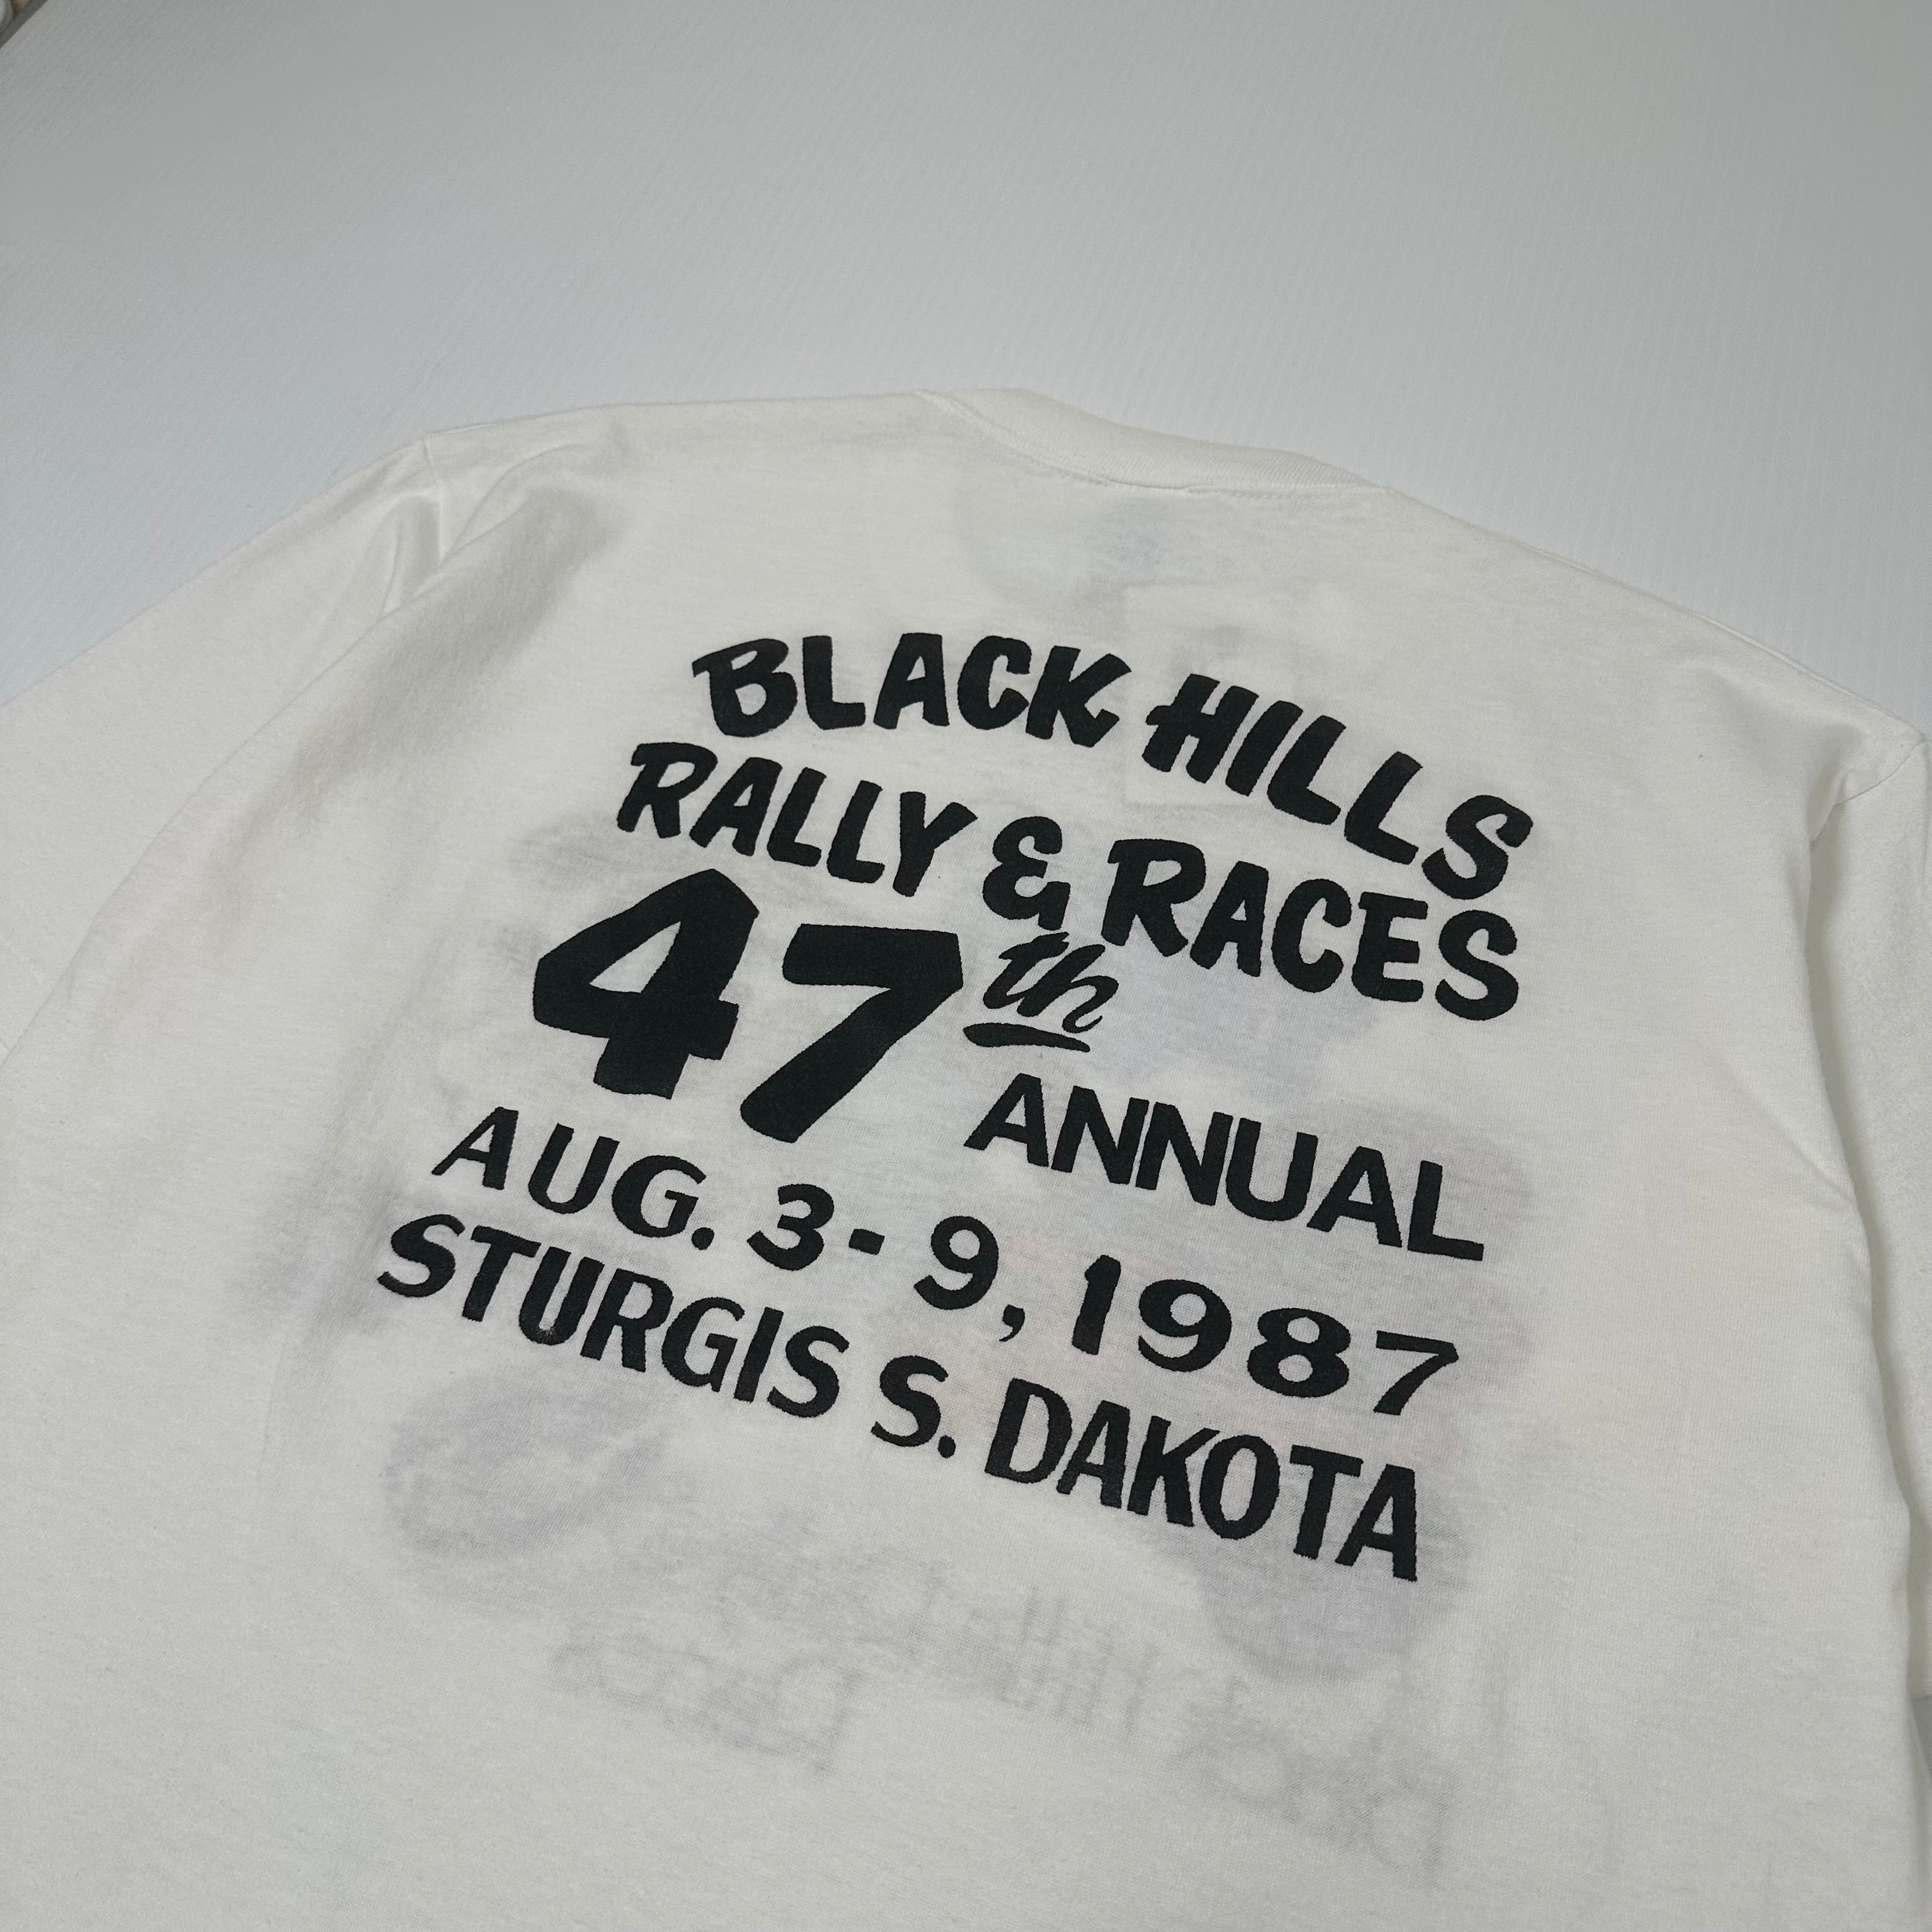 BLACK HILLS
RALLY & RACES
47th
ANNUAL
AUG. 3-9, 1987
STURGIS S. DAKOTA